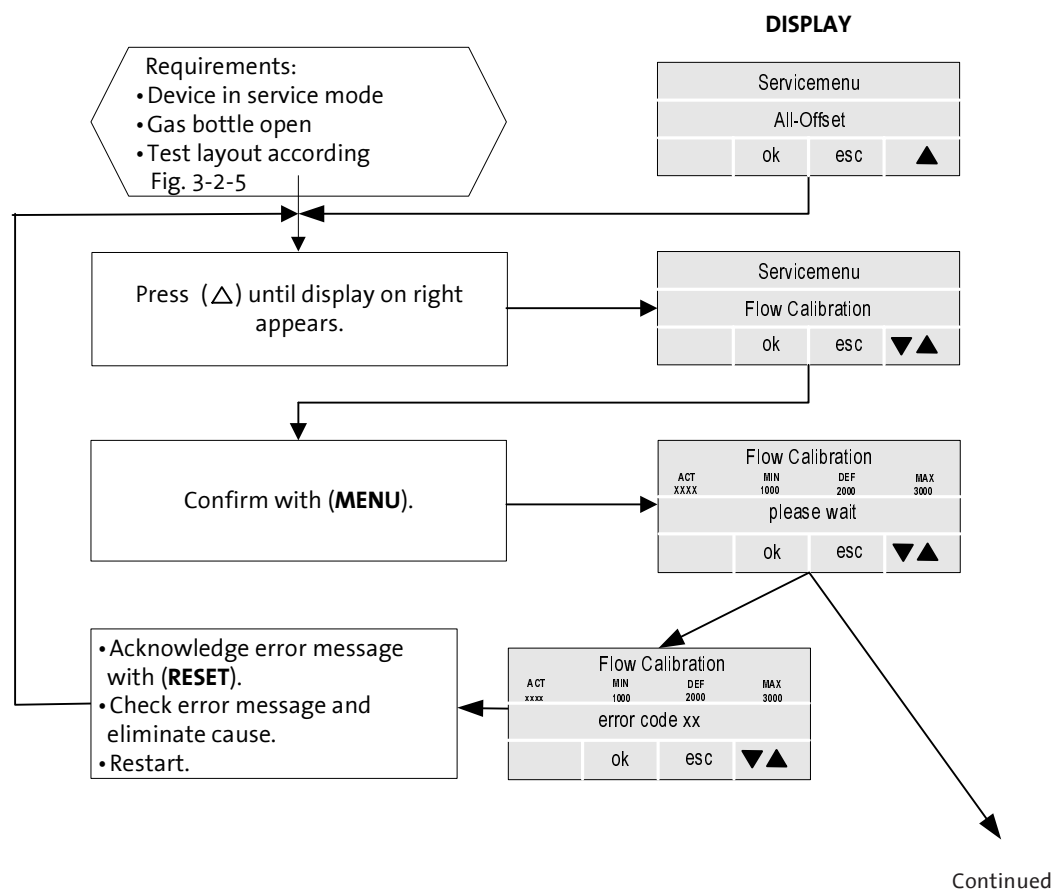 DISPLAY
Requirements:
• Device in service mode
• Gas bottle open
• Test layout according
Fig. 3-2-5
Servicemenu
All-Offset
ok esc ▲
Press (△) until display on right
appears.
Servicemenu
Flow Calibration
ok esc ▼▲
Confirm with (MENU).
Flow Calibration
ACT MIN DEF MAX
XXXX 1000 2000 3000
please wait
ok esc ▼▲
• Acknowledge error message
with (RESET).
• Check error message and
eliminate cause.
• Restart.
Flow Calibration
ACT MIN DEF MAX
xxxx 1000 2000 3000
error code xx
ok esc ▼▲
Continued